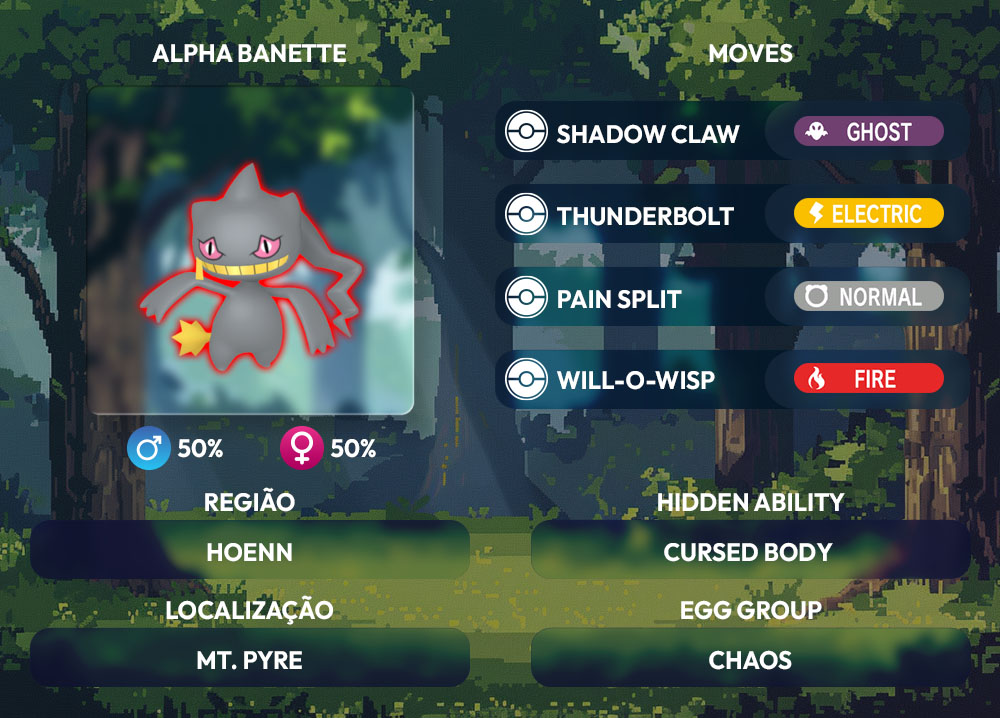 ALPHA BANETTE
♂ 50% ♀ 50%
REGIÃO
HOENN
LOCALIZAÇÃO
MT. PYRE
MOVES
SHADOW CLAW GHOST
THUNDERBOLT ELECTRIC
PAIN SPLIT NORMAL
WILL-O-WISP FIRE
HIDDEN ABILITY
CURSED BODY
EGG GROUP
CHAOS